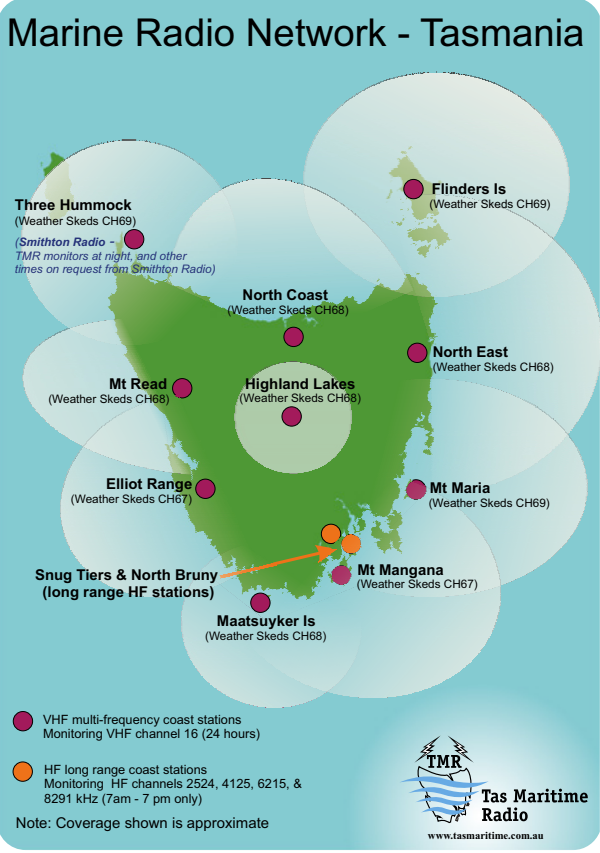 Marine Radio Network - Tasmania
Three Hummock
(Weather Skeds CH69)
(Smithton Radio -
TMR monitors at night, and other
times on request from Smithton Radio)
Flinders Is
(Weather Skeds CH69)
North Coast
(Weather Skeds CH68)
North East
(Weather Skeds CH68)
Mt Read
(Weather Skeds CH68)
Highland Lakes
(Weather Skeds CH68)
Elliot Range
(Weather Skeds CH67)
Mt Maria
(Weather Skeds CH69)
Snug Tiers & North Bruny
(long range HF stations)
Mt Mangana
(Weather Skeds CH67)
Maatsuyker Is
(Weather Skeds CH68)
VHF multi-frequency coast stations
Monitoring VHF channel 16 (24 hours)
HF long range coast stations
Monitoring HF channels 2524, 4125, 6215, &
8291 kHz (7am - 7 pm only)
Note: Coverage shown is approximate
TMR
Tas Maritime
Radio
www.tasmaritime.com.au